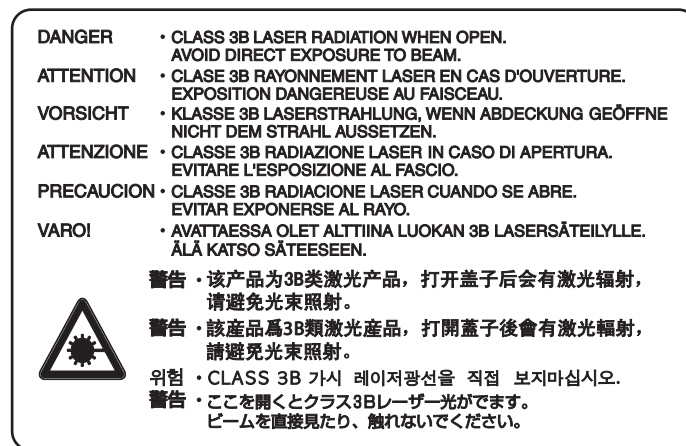 DANGER ・CLASS 3B LASER RADIATION WHEN OPEN.
AVOID DIRECT EXPOSURE TO BEAM.
ATTENTION ・CLASE 3B RAYONNEMENT LASER EN CAS D'OUVERTURE.
EXPOSITION DANGEREUSE AU FAISCEAU.
VORSICHT ・KLASSE 3B LASERSTRAHLUNG, WENN ABDECKUNG GEÖFFNE
NICHT DEM STRAHL AUSSETZEN.
ATTENZIONE ・CLASSE 3B RADIAZIONE LASER IN CASO DI APERTURA.
EVITARE L'ESPOSIZIONE AL FASCIO.
PRECAUCION ・CLASSE 3B RADIACIONE LASER CUANDO SE ABRE.
EVITAR EXPONERSE AL RAYO.
VARO! ・AVATTAESSA OLET ALTTIINA LUOKAN 3B LASERSÄTEILYLLE.
ÄLÄ KATSO SÄTEESEEN.
警告・该产品为3B类激光产品，打开盖子后会有激光辐射，
请避免光束照射。
警告・該産品爲3B類激光産品，打開蓋子後會有激光輻射，
請避免光束照射。
위험・CLASS 3B 가시 레이저광선을 직접 보지마십시오.
警告・ここを開くとクラス3Bレーザー光がでます。
ビームを直接見たり、触れないでください。